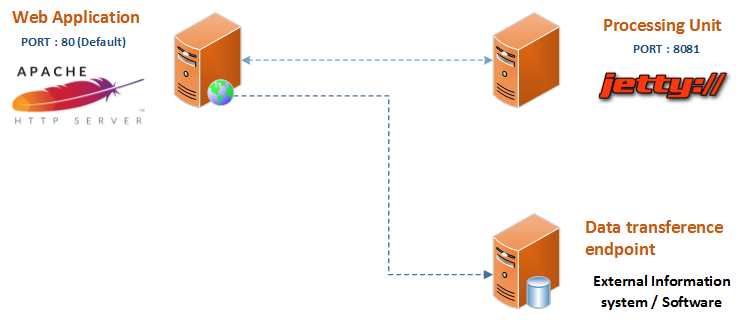 Web Application
PORT : 80 (Default)
APACHE
HTTP SERVER
TM
Processing Unit
PORT : 8081
jetty://
Data transference
endpoint
External Information
system / Software